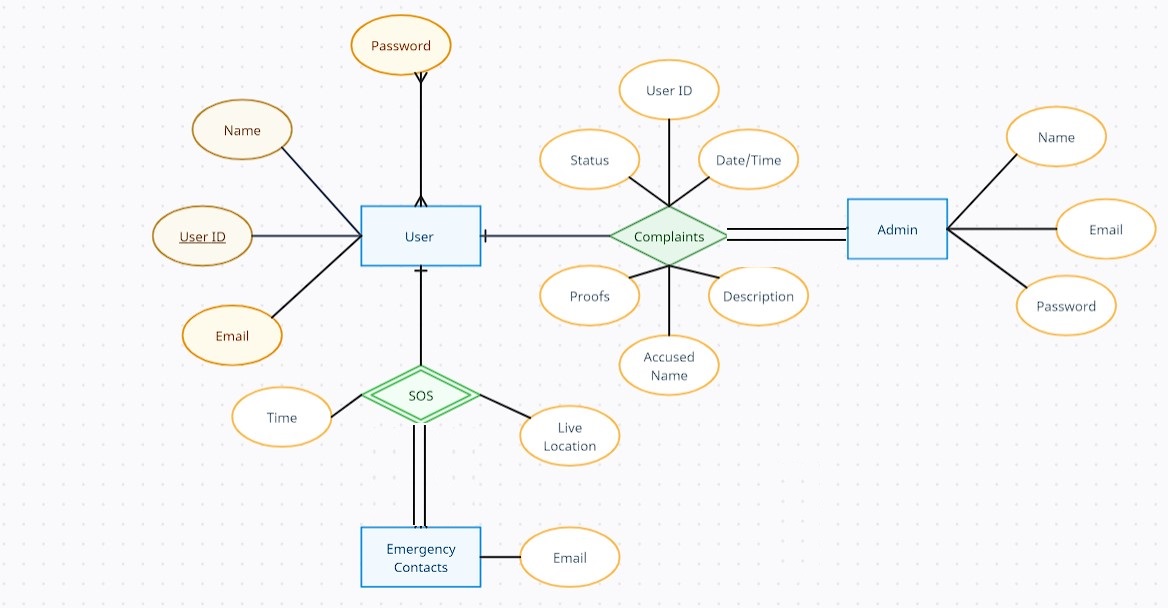 Password
User ID
Name
Status
Date/Time
Name
User ID
User
Complaints
Admin
Email
Proofs
Description
Password
Email
Accused
Name
SOS
Time
Live
Location
Emergency
Contacts
Email